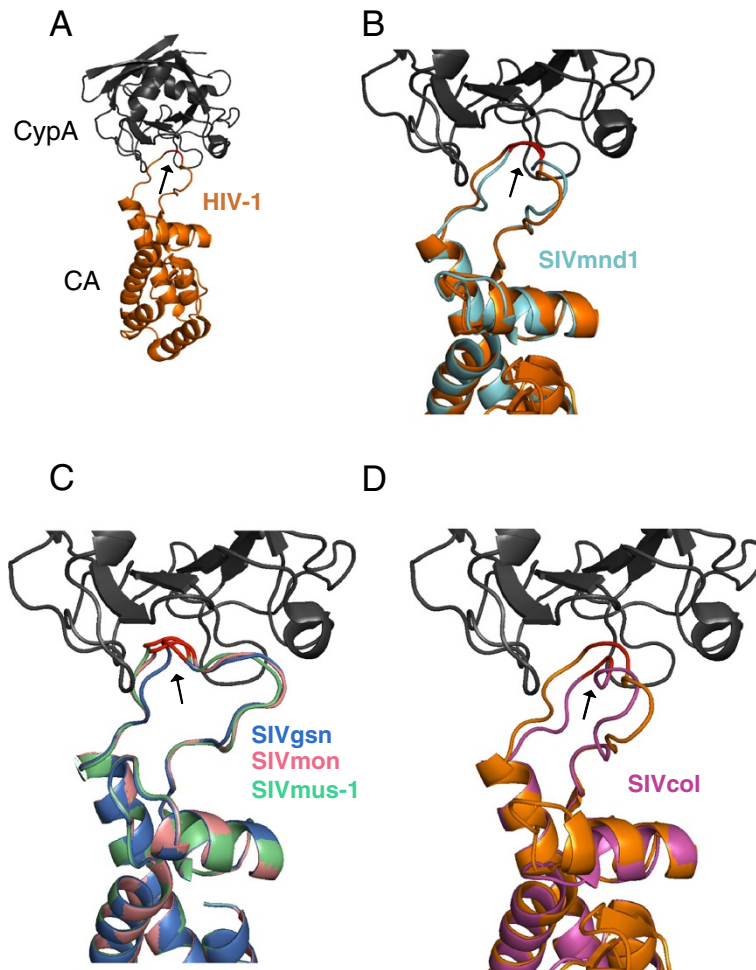 A
B
CypA
HIV-1
CA
SIVmnd1
C
D
SIVgsn
SIVmon
SIVmus-1
SIVcol